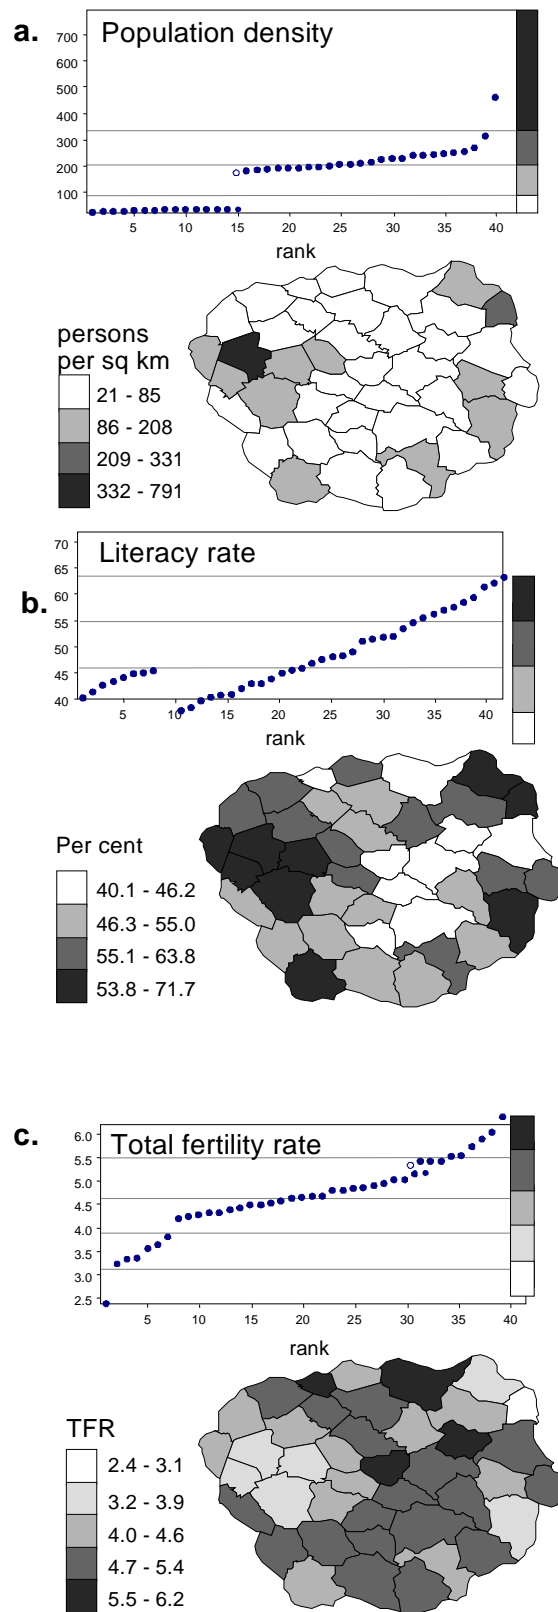 a.
Population density
700
600
500
400
300
200
100
5 10 15 20 25 30 35 40
rank
persons
per sq km
21 - 85
86 - 208
209 - 331
332 - 791
b.
Literacy rate
70
65
60
55
50
45
40
5 10 15 20 25 30 35 40
rank
Per cent
40.1 - 46.2
46.3 - 55.0
55.1 - 63.8
53.8 - 71.7
c.
Total fertility rate
6.0
5.5
5.0
4.5
4.0
3.5
3.0
2.5
5 10 15 20 25 30 35 40
rank
TFR
2.4 - 3.1
3.2 - 3.9
4.0 - 4.6
4.7 - 5.4
5.5 - 6.2